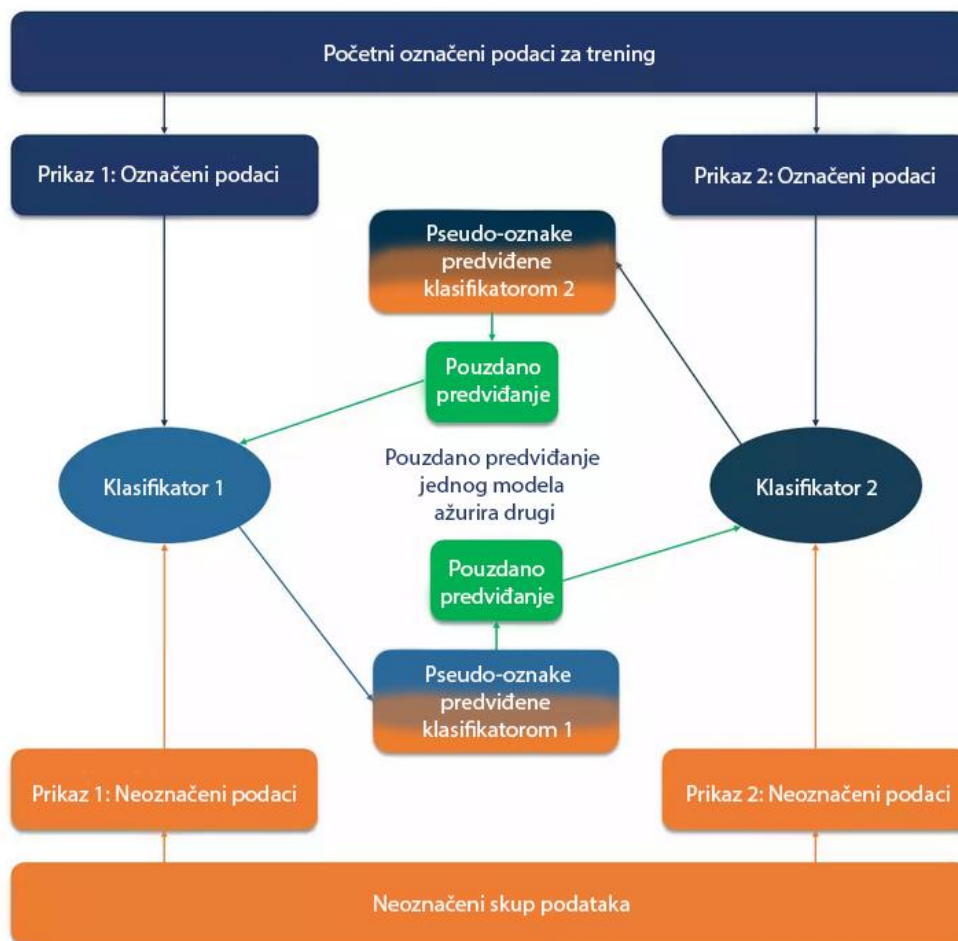 Početni označeni podaci za trening
Prikaz 1: Označeni podaci
Prikaz 2: Označeni podaci
Pseudo-oznake
predviđene
klasifikatorom 2
Pouzdano
predviđanje
Klasifikator 1
Pouzdano predviđanje
jednog modela
ažurira drugi
Klasifikator 2
Pouzdano
predviđanje
Pseudo-oznake
predviđene
klasifikatorom 1
Prikaz 1: Neoznačeni podaci
Prikaz 2: Neoznačeni podaci
Neoznačeni skup podataka